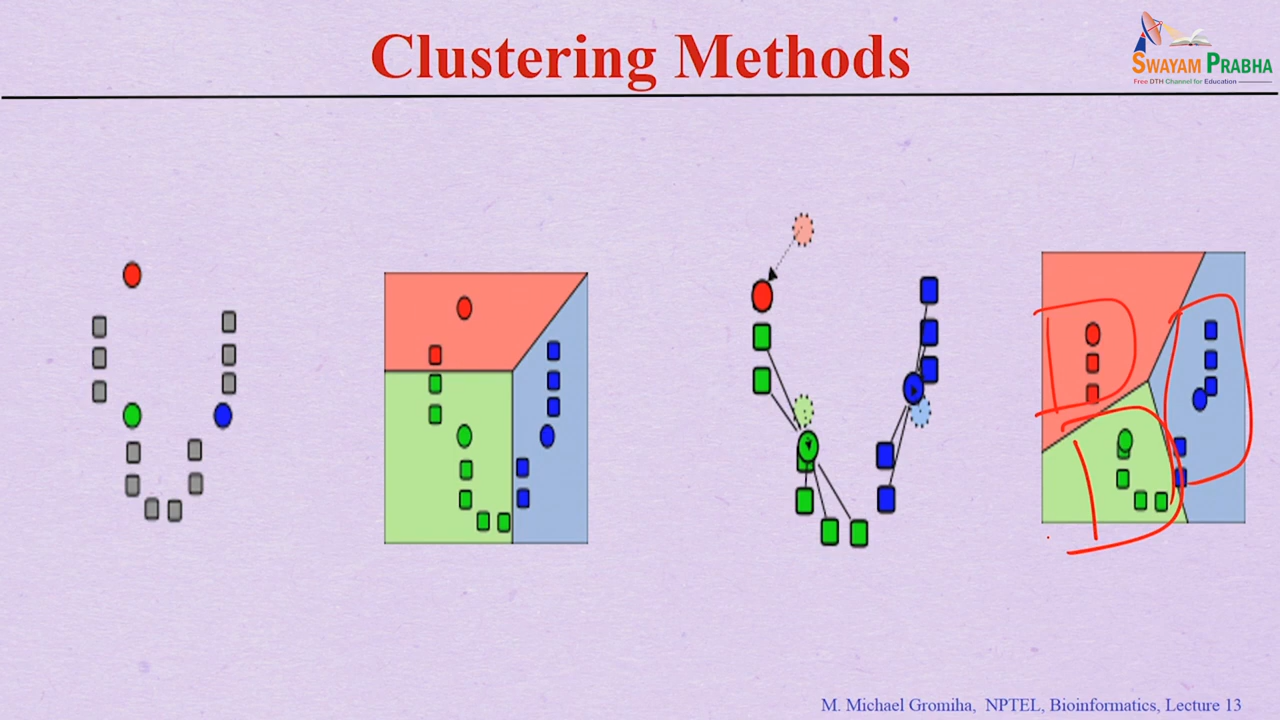 Clustering Methods
SWAYAM PRABHA
Free DTH Channel for Education
M. Michael Gromiha, NPTEL, Bioinformatics, Lecture 13